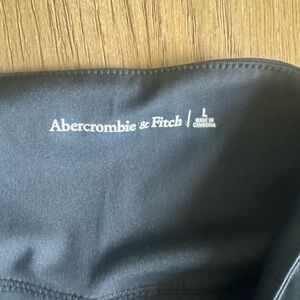 Abercrombie & Fitch / L
MADE IN
CAMBODIA